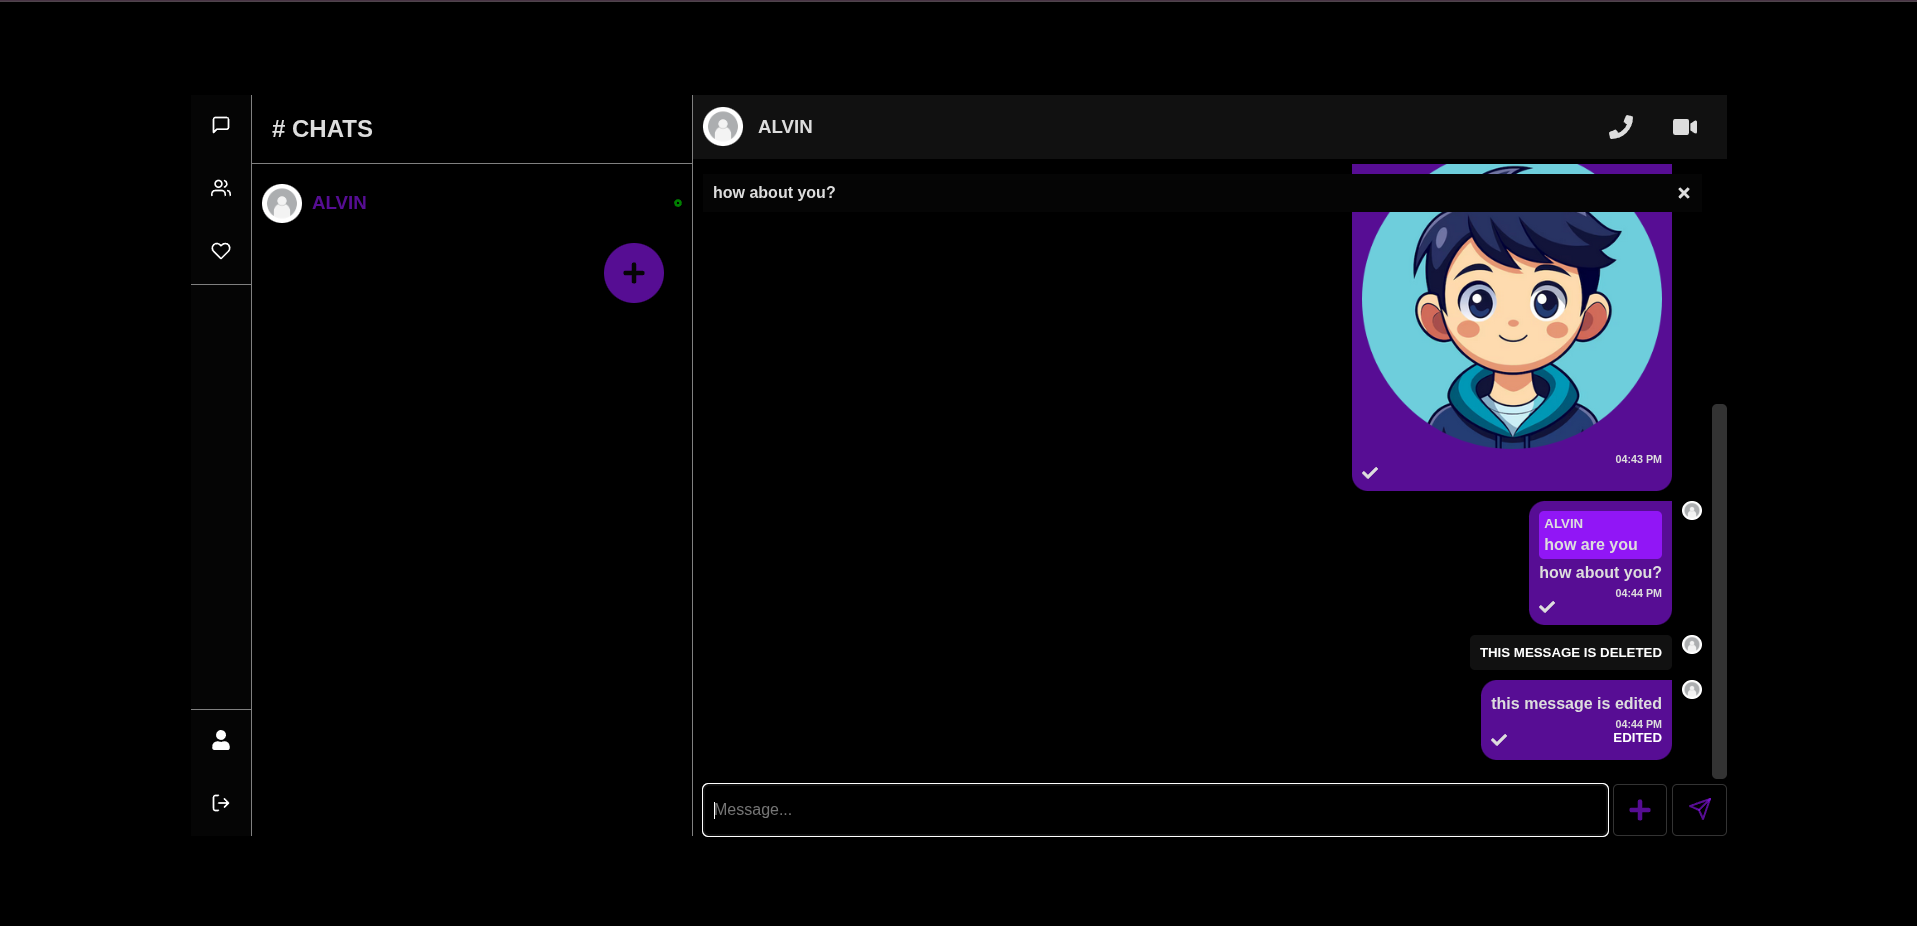 # CHATS
ALVIN
ALVIN
how about you?
04:43 PM
ALVIN
how are you
how about you?
04:44 PM
THIS MESSAGE IS DELETED
this message is edited
04:44 PM
EDITED
Message...